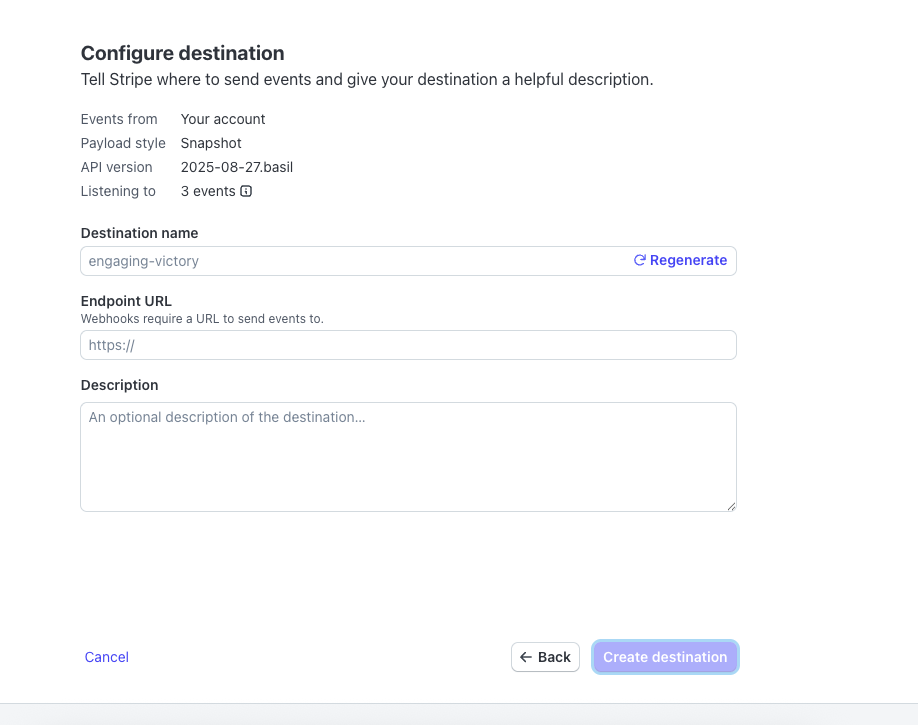 Configure destination
Tell Stripe where to send events and give your destination a helpful description.
Events from Your account
Payload style Snapshot
API version 2025-08-27.basil
Listening to 3 events
Destination name
engaging-victory Regenerate
Endpoint URL
Webhooks require a URL to send events to.
https://
Description
An optional description of the destination...
Cancel Back Create destination